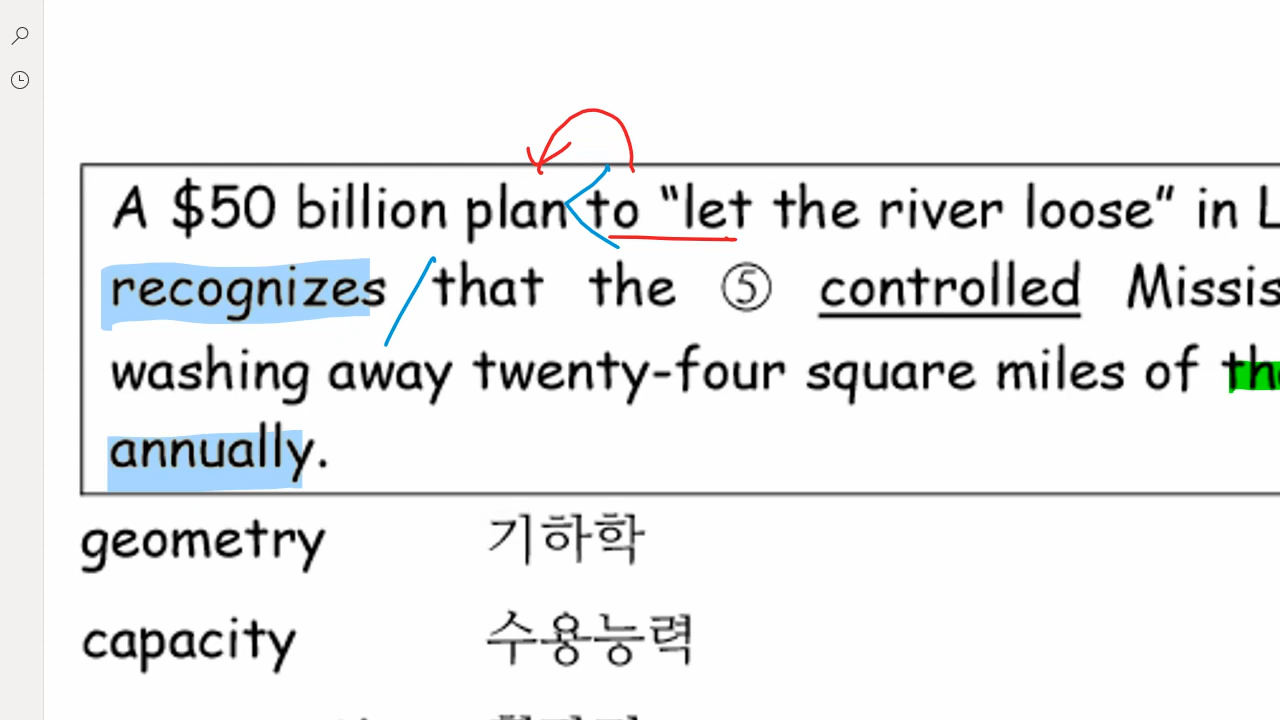 A $50 billion plan to “let the river loose” in L
recognizes that the ⑤ controlled Missis
washing away twenty-four square miles of the
annually.
geometry 기하학
capacity 수용능력